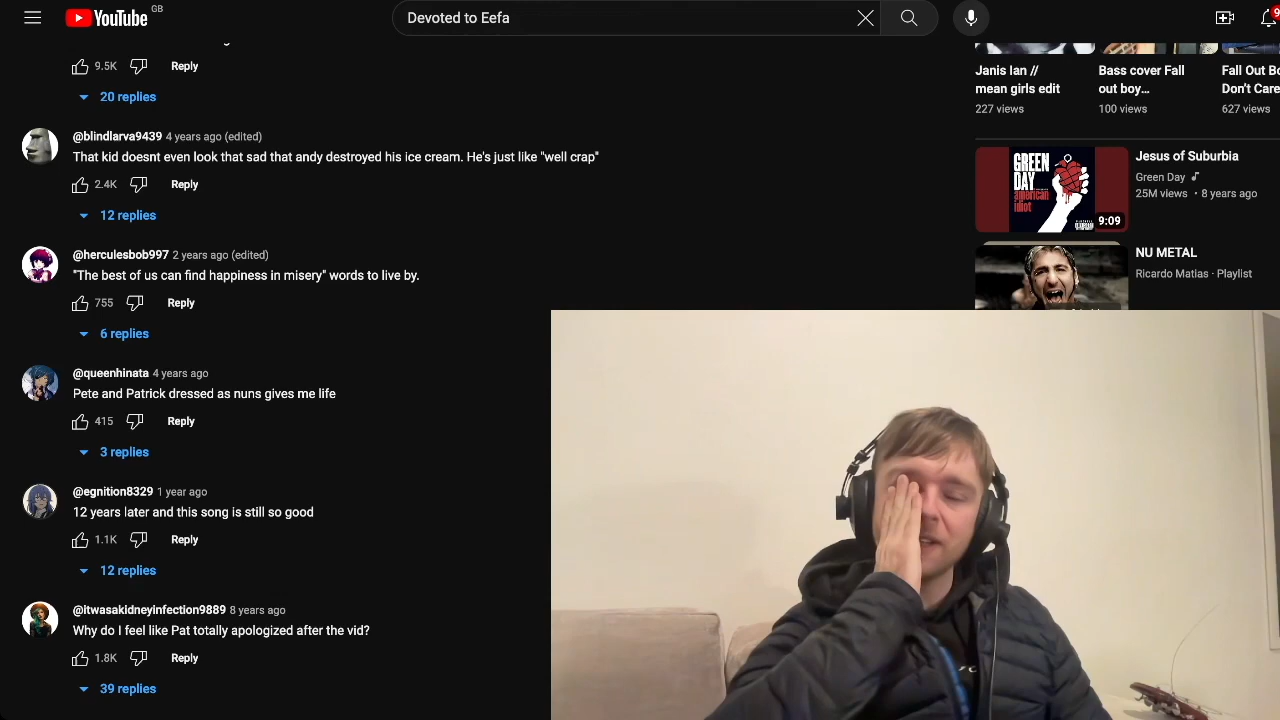 YouTube GB
Devoted to Eefa
9
9.5K Reply
20 replies
@blindlarva9439 4 years ago (edited)
That kid doesnt even look that sad that andy destroyed his ice cream. He's just like "well crap"
2.4K Reply
12 replies
@herculesbob997 2 years ago (edited)
"The best of us can find happiness in misery" words to live by.
755 Reply
6 replies
@queenhinata 4 years ago
Pete and Patrick dressed as nuns gives me life
415 Reply
3 replies
@egnition8329 1 year ago
12 years later and this song is still so good
1.1K Reply
12 replies
@itwasakidneyinfection9889 8 years ago
Why do I feel like Pat totally apologized after the vid?
1.8K Reply
39 replies
Janis Ian //
mean girls edit
227 views
Bass cover Fall
out boy...
100 views
Fall Out Bo
Don't Care
627 views
GREEN
DAY
american
idiot
9:09
Jesus of Suburbia
Green Day
25M views • 8 years ago
NU METAL
Ricardo Matias · Playlist